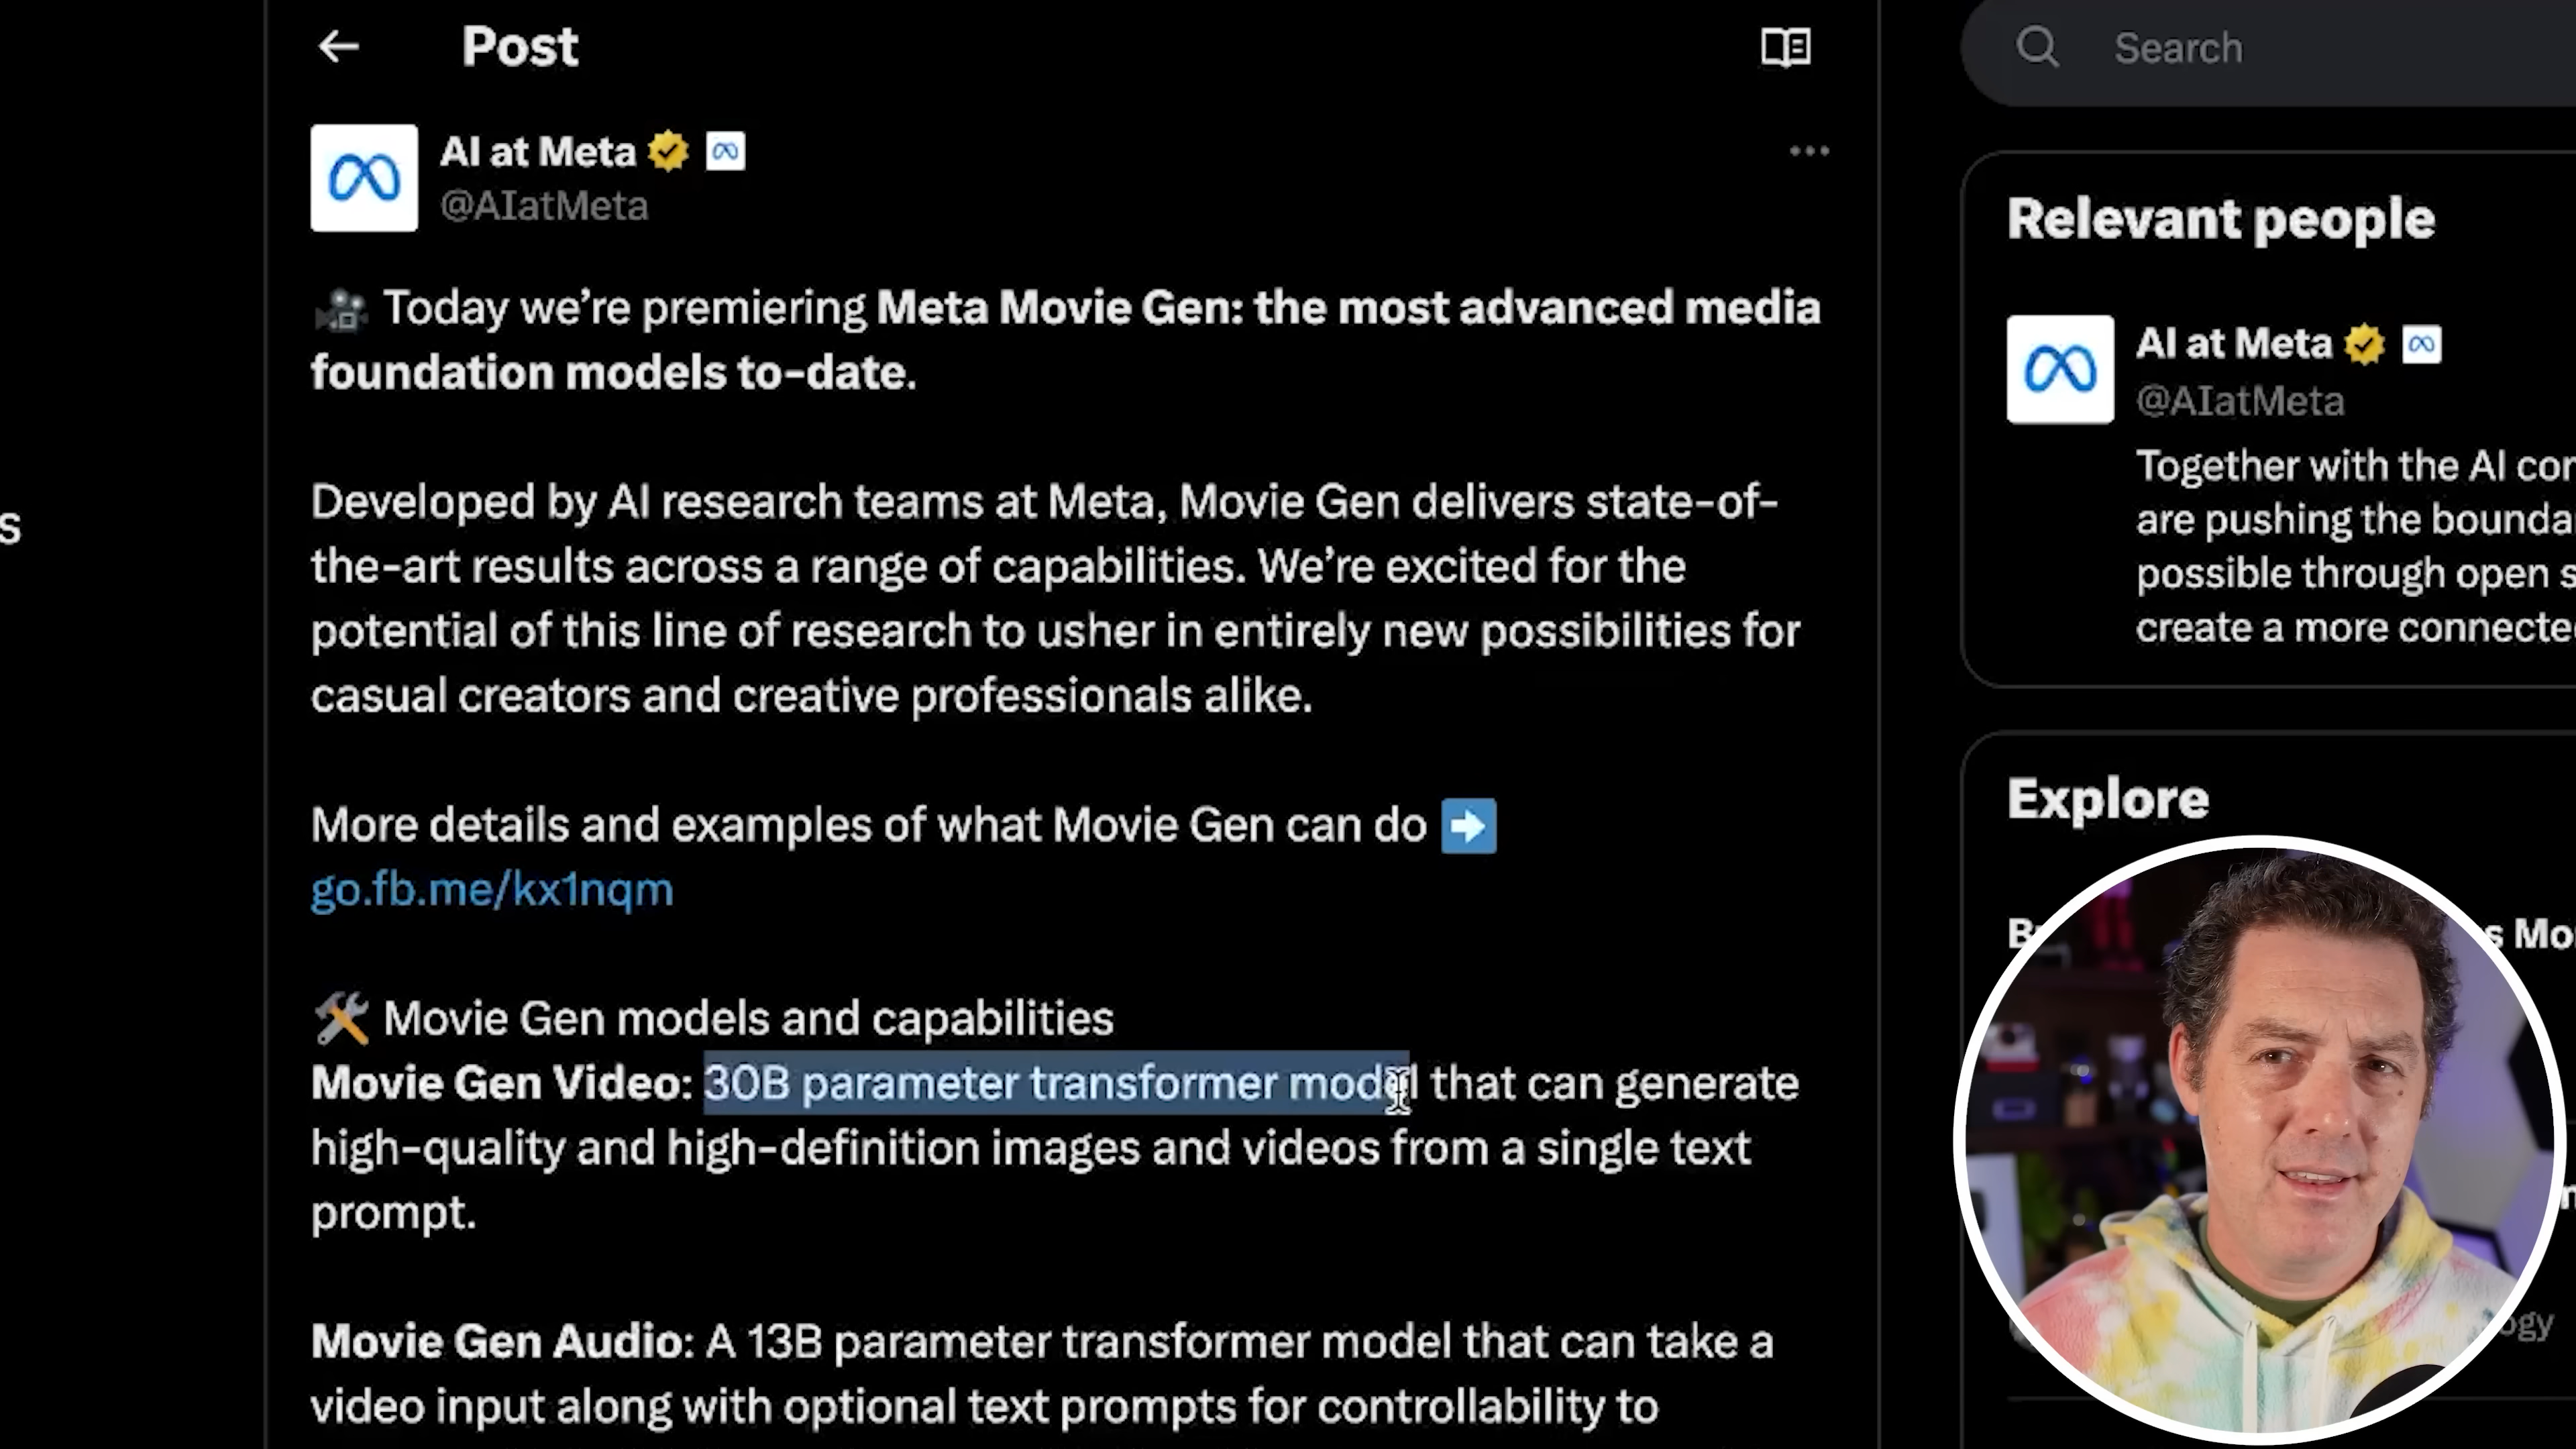 Post
Search
AI at Meta
@AIatMeta
🎥 Today we’re premiering Meta Movie Gen: the most advanced media
foundation models to-date.
Developed by AI research teams at Meta, Movie Gen delivers state-of-
the-art results across a range of capabilities. We’re excited for the
potential of this line of research to usher in entirely new possibilities for
casual creators and creative professionals alike.
More details and examples of what Movie Gen can do ➡️
go.fb.me/kx1nqm
🛠️ Movie Gen models and capabilities
Movie Gen Video: 30B parameter transformer model that can generate
high-quality and high-definition images and videos from a single text
prompt.
Movie Gen Audio: A 13B parameter transformer model that can take a
video input along with optional text prompts for controllability to
Relevant people
AI at Meta
@AIatMeta
Together with the AI
are pushing the
possible through open
create a more
Explore